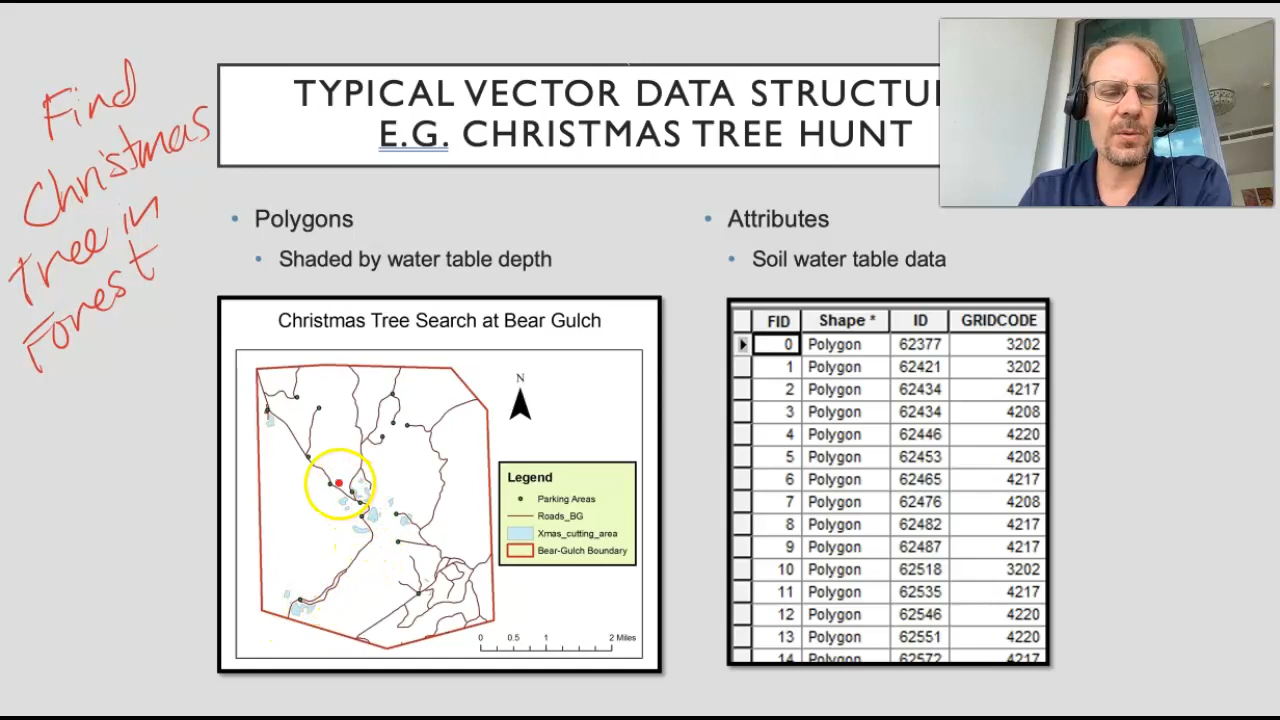 Find
Christmas
Tree in
Forest
TYPICAL VECTOR DATA STRUCTU
E.G. CHRISTMAS TREE HUNT
• Polygons
• Shaded by water table depth
Christmas Tree Search at Bear Gulch
N
Legend
Parking Areas
Roads_BG
Xmas_cutting_area
Bear-Gulch Boundary
0 0.5 1 2 Miles
• Attributes
• Soil water table data
FID Shape * ID GRIDCODE
0 Polygon 62377 3202
1 Polygon 62421 3202
2 Polygon 62434 4217
3 Polygon 62434 4208
4 Polygon 62446 4220
5 Polygon 62453 4208
6 Polygon 62465 4217
7 Polygon 62476 4208
8 Polygon 62482 4217
9 Polygon 62487 4217
10 Polygon 62518 3202
11 Polygon 62535 4217
12 Polygon 62546 4220
13 Polygon 62551 4220
14 Polygon 62572 4217